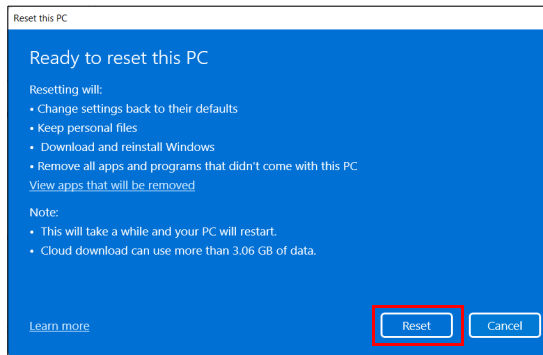 Reset this PC
Ready to reset this PC
Resetting will:
• Change settings back to their defaults
• Keep personal files
• Download and reinstall Windows
• Remove all apps and programs that didn't come with this PC
View apps that will be removed
Note:
• This will take a while and your PC will restart.
• Cloud download can use more than 3.06 GB of data.
Learn more
Reset
Cancel